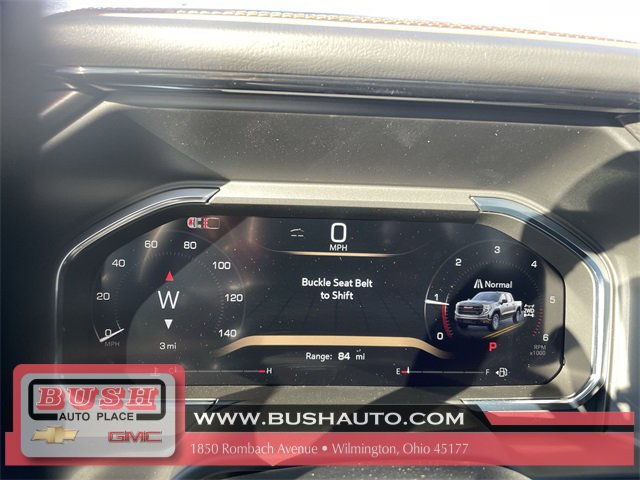 0
MPH
Buckle Seat Belt
to Shift
Range: 84 mi
0
20
40
60
80
100
120
140
MPH
W
3 mi
C
H
0
1
2
3
4
5
6
RPM
x1000
Normal
2WD
P
E
F
BUSH
AUTO PLACE
GMC
WWW.BUSHAUTO.COM
1850 Rombach Avenue • Wilmington, Ohio 45177